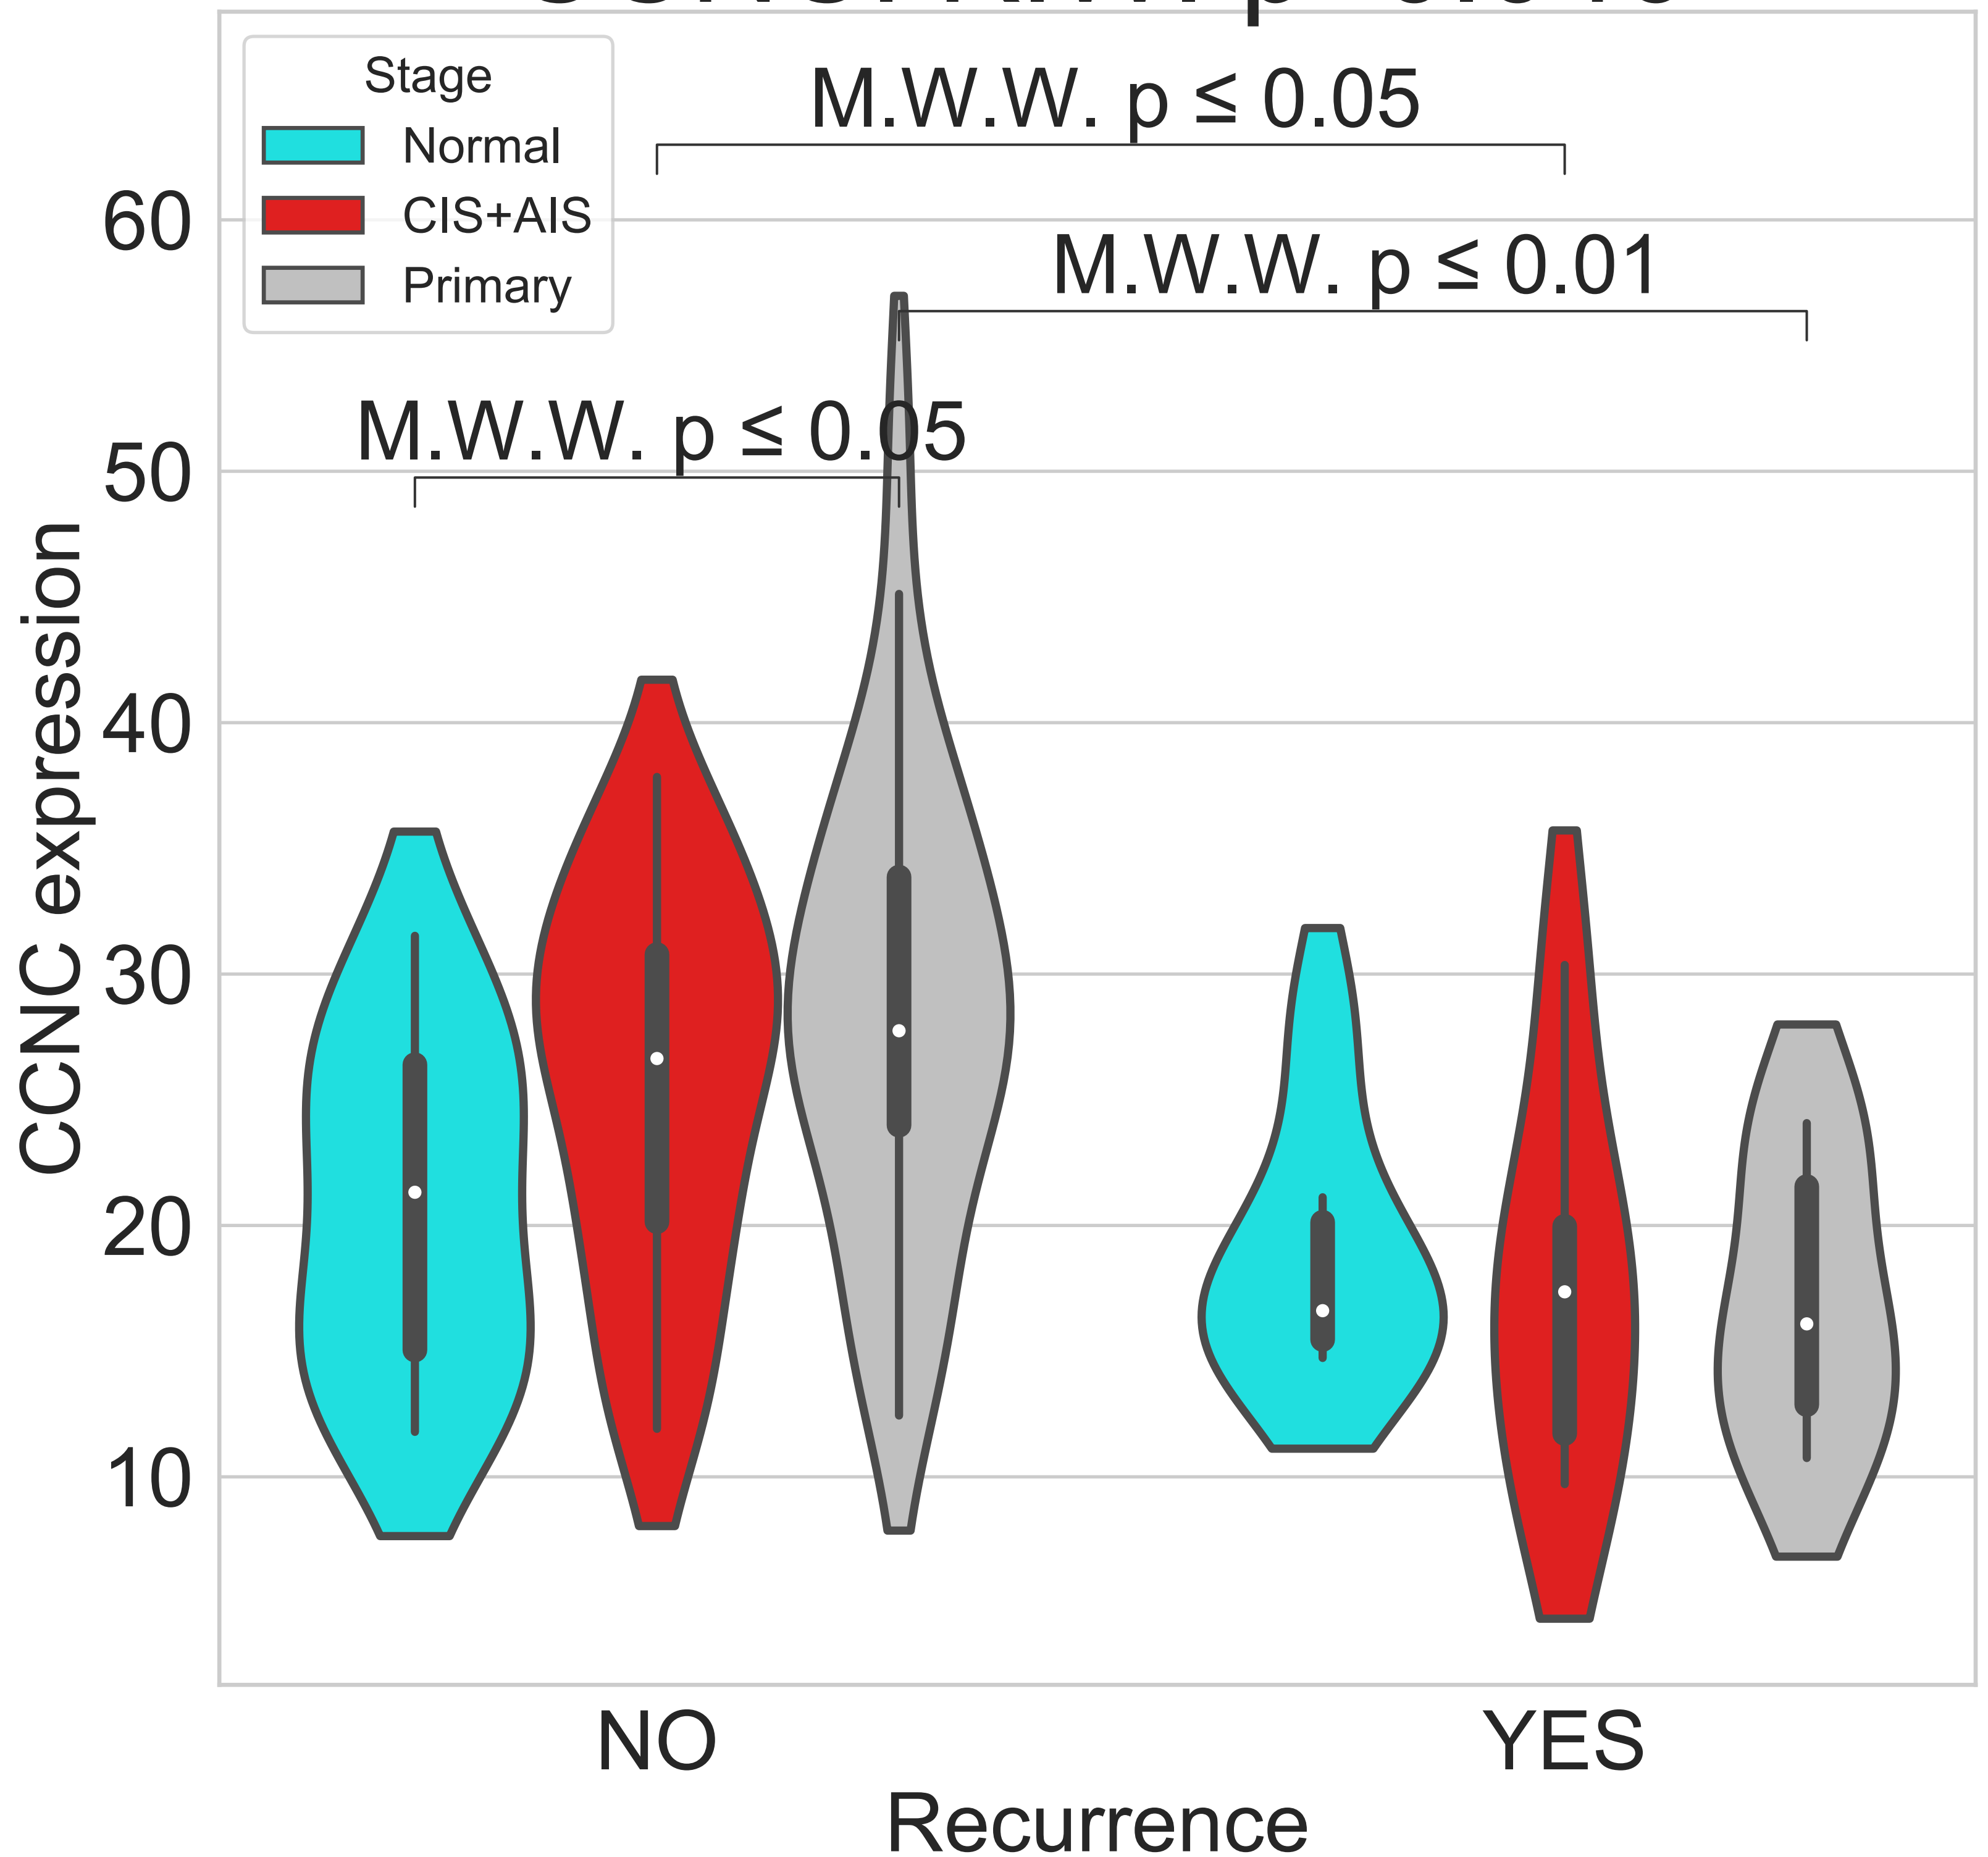 Stage
Normal
CIS+AIS
Primary
M.W.W. p ≤ 0.05
M.W.W. p ≤ 0.01
M.W.W. p ≤ 0.05
60
50
40
30
20
10
CCNC expression
NO
YES
Recurrence